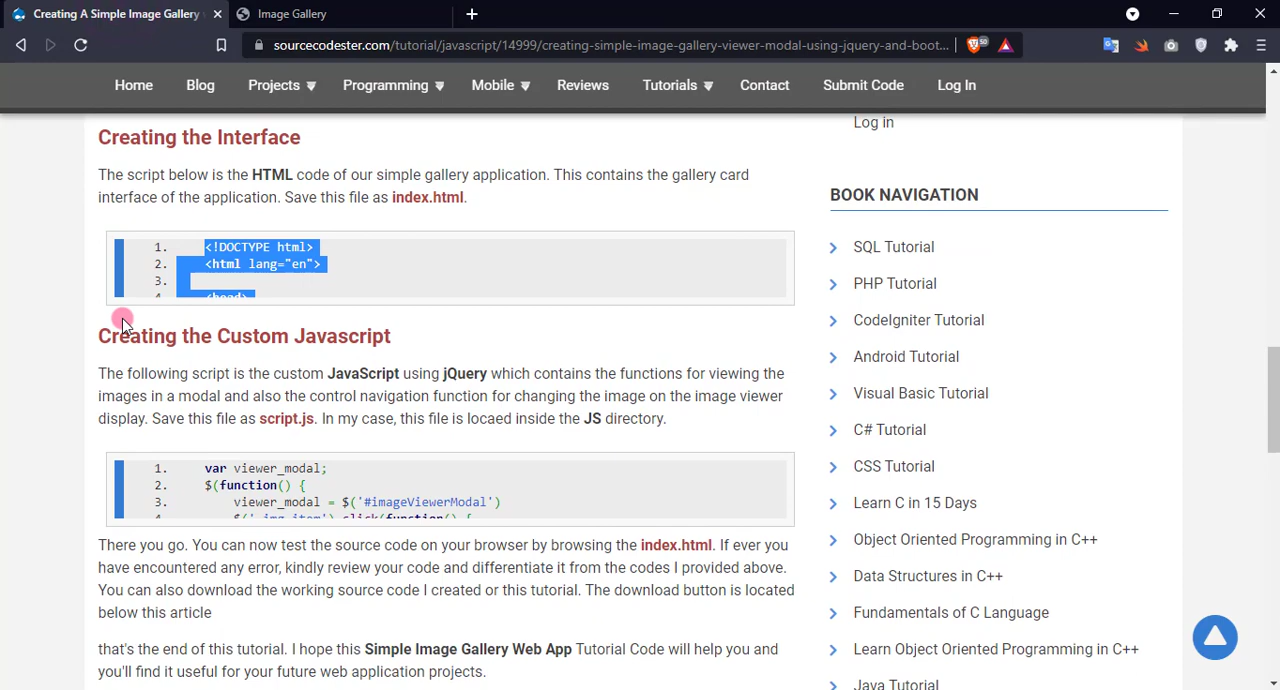 Creating A Simple Image Gallery
Image Gallery
sourcecodester.com/tutorial/javascript/14999/creating-simple-image-gallery-viewer-modal-using-jquery-and-boot...
Home Blog Projects Programming Mobile Reviews Tutorials Contact Submit Code Log In
Creating the Interface
The script below is the HTML code of our simple gallery application. This contains the gallery card
interface of the application. Save this file as index.html.
1. <!DOCTYPE html>
2. <html lang="en">
3.
4. <head>
Creating the Custom Javascript
The following script is the custom JavaScript using jQuery which contains the functions for viewing the
images in a modal and also the control navigation function for changing the image on the image viewer
display. Save this file as script.js. In my case, this file is locaed inside the JS directory.
1. var viewer_modal;
2. $(function() {
3. viewer_modal = $('#imageViewerModal')
4. $('.img-item').click(function() {
There you go. You can now test the source code on your browser by browsing the index.html. If ever you
have encountered any error, kindly review your code and differentiate it from the codes I provided above.
You can also download the working source code I created or this tutorial. The download button is located
below this article
that's the end of this tutorial. I hope this Simple Image Gallery Web App Tutorial Code will help you and
you'll find it useful for your future web application projects.
Log in
BOOK NAVIGATION
SQL Tutorial
PHP Tutorial
CodeIgniter Tutorial
Android Tutorial
Visual Basic Tutorial
C# Tutorial
CSS Tutorial
Learn C in 15 Days
Object Oriented Programming in C++
Data Structures in C++
Fundamentals of C Language
Learn Object Oriented Programming in C++
Java Tutorial